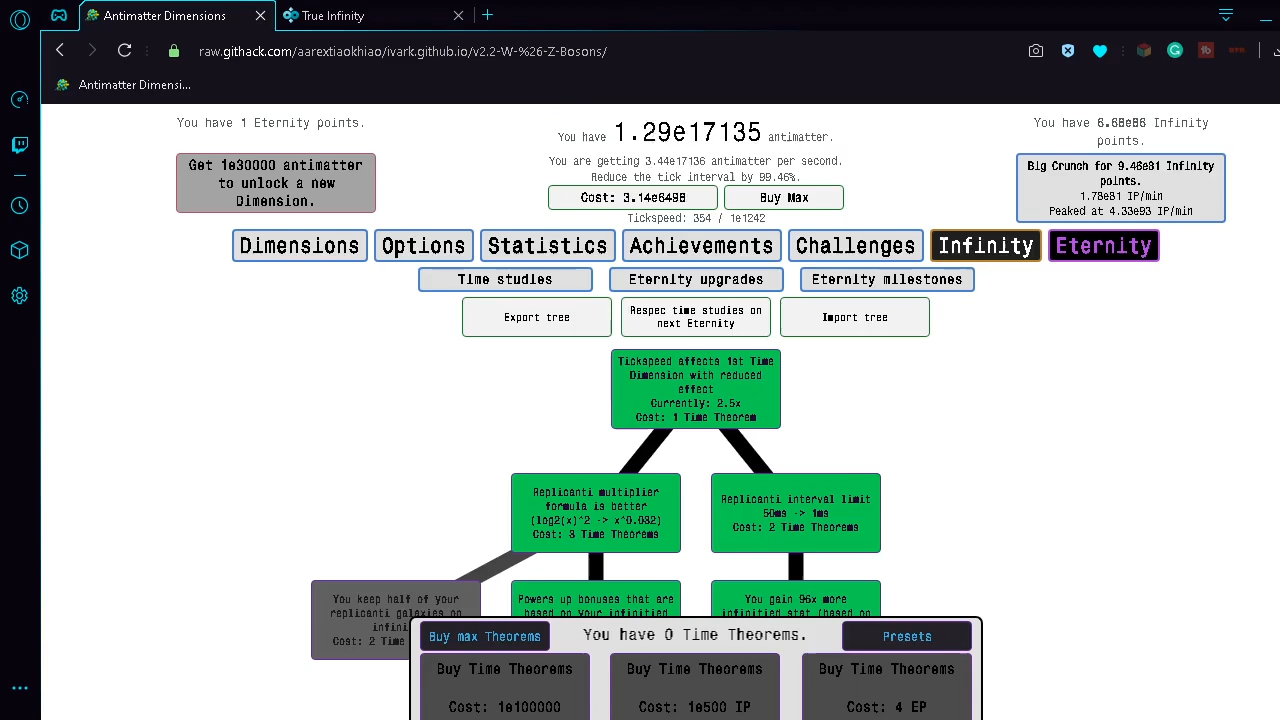 Antimatter Dimensions
True Infinity
raw.githack.com/aarextiaokhiao/ivark.github.io/v2.2-W-%26-Z-Bosons/
Antimatter Dimensi...
You have 1 Eternity points.
You have 1.29e17135 antimatter.
You have 6.68e86 Infinity
points.
Get 1e30000 antimatter
to unlock a new
Dimension.
You are getting 3.44e17136 antimatter per second.
Reduce the tick interval by 99.46%.
Cost: 3.14e6498
Buy Max
Tickspeed: 354 / 1e1242
Big Crunch for 9.46e81 Infinity
points.
1.78e81 IP/min
Peaked at 4.33e93 IP/min
Dimensions
Options
Statistics
Achievements
Challenges
Infinity
Eternity
Time studies
Eternity upgrades
Eternity milestones
Export tree
Respec time studies on
next Eternity
Import tree
Tickspeed affects 1st Time
Dimension with reduced
effect
Currently: 2.5x
Cost: 1 Time Theorem
Replicanti multiplier
formula is better
(log2(x)^2 -> x^0.032)
Cost: 3 Time Theorems
Replicanti interval limit
50ms -> 1ms
Cost: 2 Time Theorems
You keep half of your
replicanti galaxies on
infini
Cost: 2 Time
Powers up bonuses that are
based on your infinitied
You gain 96x more
infinitied stat (based on
Buy max Theorems
You have 0 Time Theorems.
Presets
Buy Time Theorems
Cost: 1e100000
Buy Time Theorems
Cost: 1e500 IP
Buy Time Theorems
Cost: 4 EP